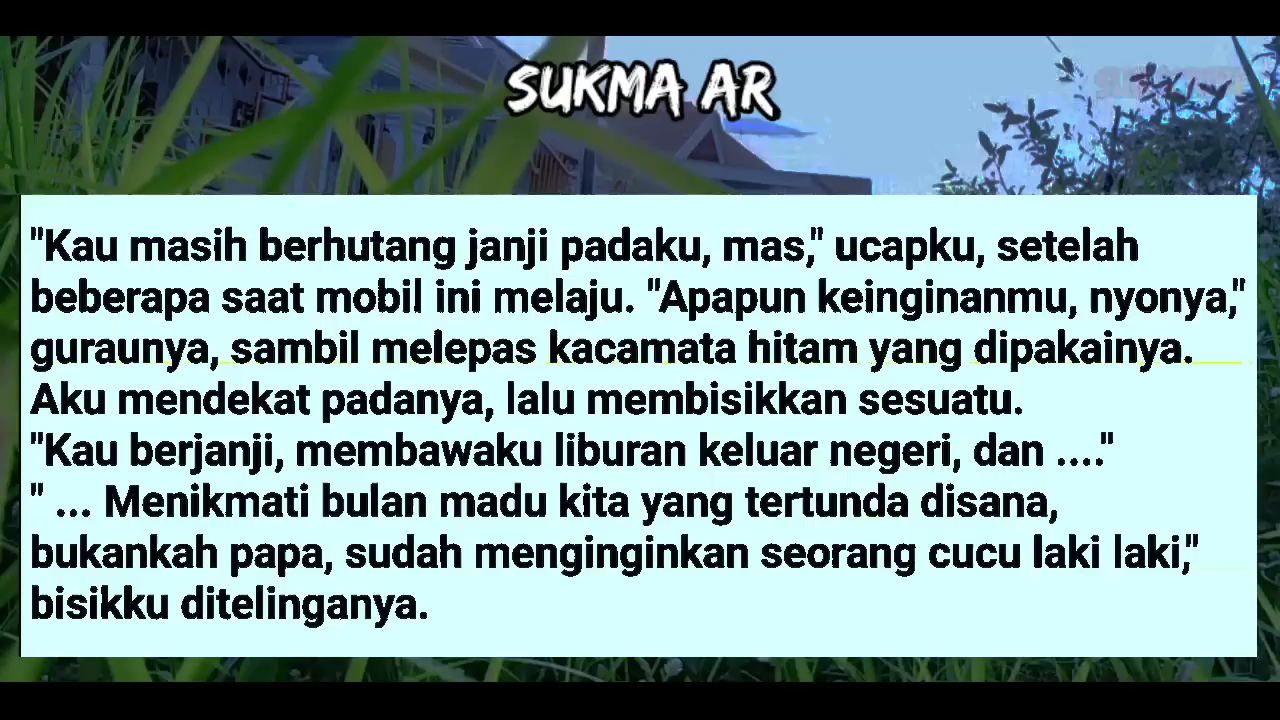 SUKMA AR
"Kau masih berhutang janji padaku, mas," ucapku, setelah
beberapa saat mobil ini melaju. "Apapun keinginanmu, nyonya,"
guraunya, sambil melepas kacamata hitam yang dipakainya.
Aku mendekat padanya, lalu membisikkan sesuatu.
"Kau berjanji, membawaku liburan keluar negeri, dan ...."
" ... Menikmati bulan madu kita yang tertunda disana,
bukankah papa, sudah menginginkan seorang cucu laki laki,"
bisikku ditelinganya.